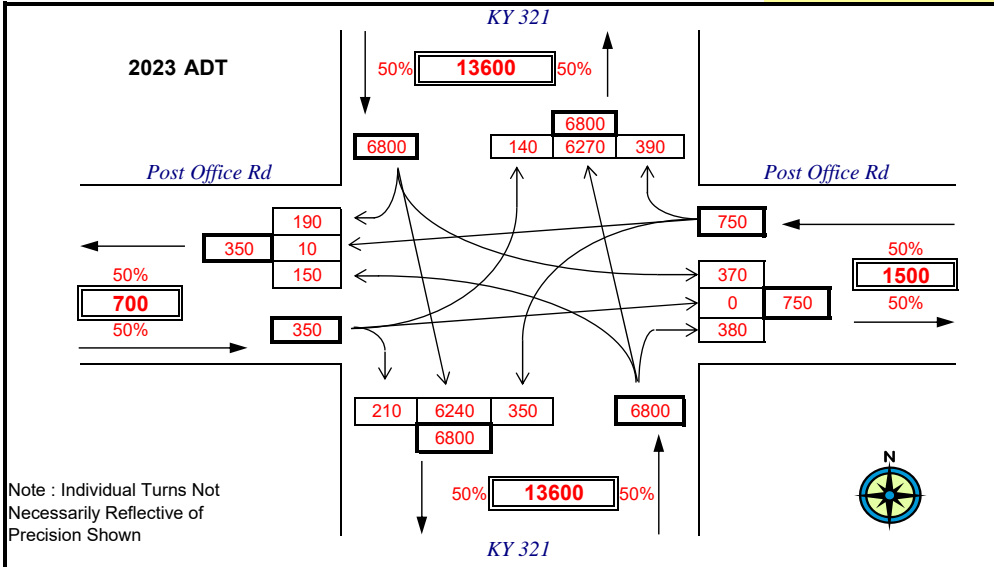 KY 321
2023 ADT
50% 13600 50%
6800
6800
140 6270 390
Post Office Rd
Post Office Rd
190
750
350 10
50%
150
370
1500
50%
0 750
700
50%
50%
350
380
210 6240 350
6800
6800
N
50% 13600 50%
Note : Individual Turns Not
Necessarily Reflective of
Precision Shown
KY 321